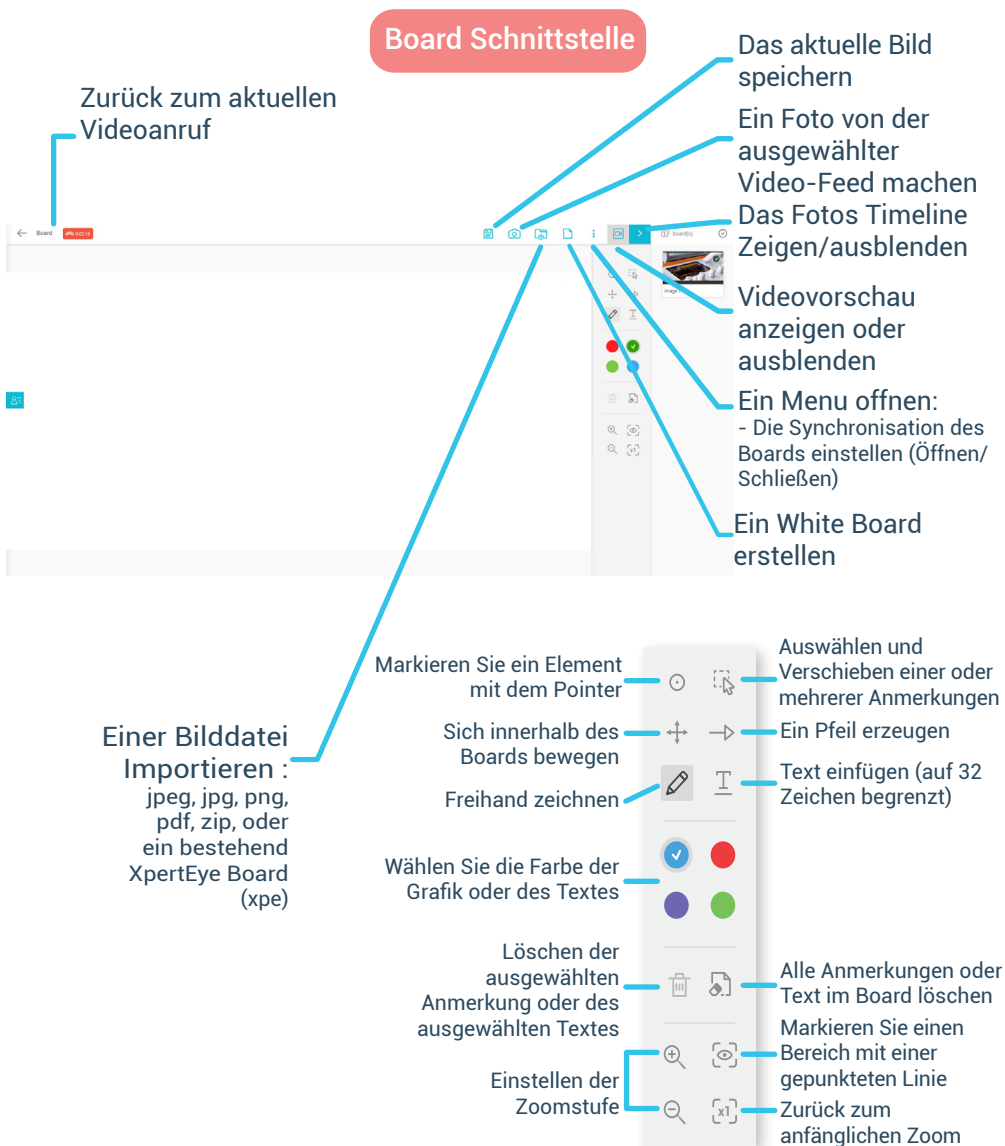 Board Schnittstelle
Zurück zum aktuellen
Videoanruf
Das aktuelle Bild
speichern
Ein Foto von der
ausgewählter
Video-Feed machen
Das Fotos Timeline
Zeigen/ausblenden
Videovorschau
anzeigen oder
ausblenden
Ein Menu offnen:
- Die Synchronisation des
Boards einstellen (Öffnen/
Schließen)
Ein White Board
erstellen
Board
board(s)
Image
Einer Bilddatei
Importieren :
jpeg, jpg, png,
pdf, zip, oder
ein bestehend
XpertEye Board
(xpe)
Markieren Sie ein Element
mit dem Pointer
Sich innerhalb des
Boards bewegen
Freihand zeichnen
Wählen Sie die Farbe der
Grafik oder des Textes
Löschen der
ausgewählten
Anmerkung oder des
ausgewählten Textes
Einstellen der
Zoomstufe
x1
Auswählen und
Verschieben einer oder
mehrerer Anmerkungen
Ein Pfeil erzeugen
Text einfügen (auf 32
Zeichen begrenzt)
Alle Anmerkungen oder
Text im Board löschen
Markieren Sie einen
Bereich mit einer
gepunkteten Linie
Zurück zum
anfänglichen Zoom